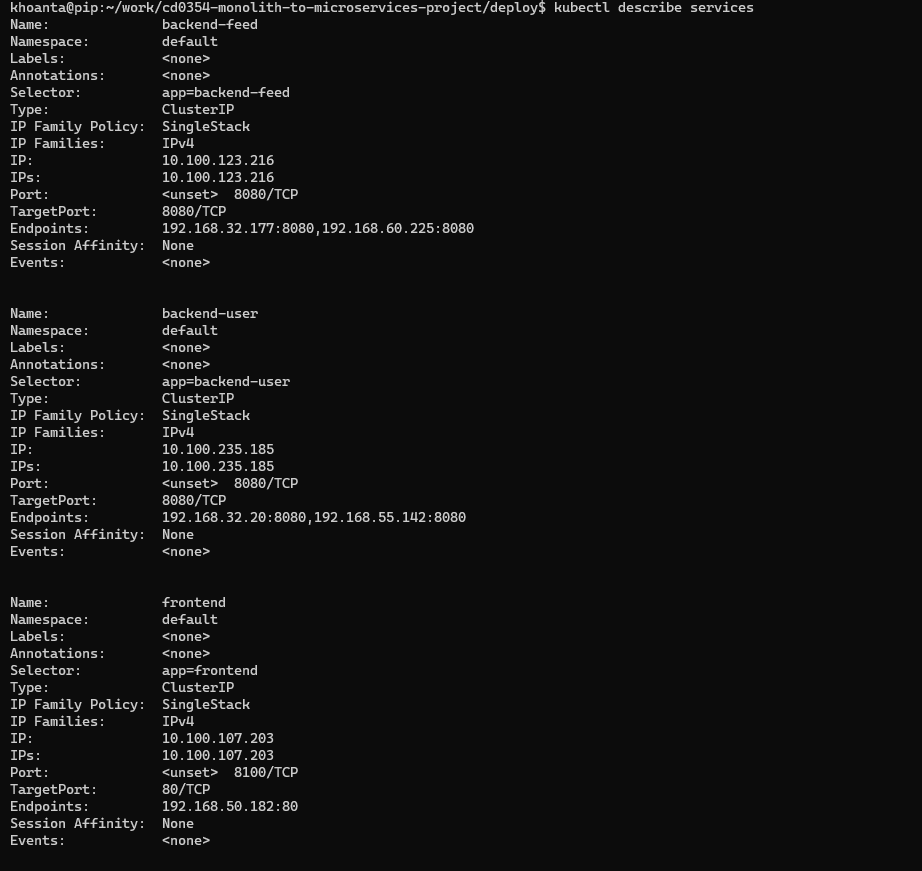 khoanta@pip:~/work/cd0354-monolith-to-microservices-project/deploy$ kubectl describe services
Name:              backend-feed
Namespace:         default
Labels:            <none>
Annotations:       <none>
Selector:          app=backend-feed
Type:              ClusterIP
IP Family Policy:  SingleStack
IP Families:       IPv4
IP:                10.100.123.216
IPs:               10.100.123.216
Port:              <unset>  8080/TCP
TargetPort:        8080/TCP
Endpoints:         192.168.32.177:8080,192.168.60.225:8080
Session Affinity:  None
Events:            <none>
Name:              backend-user
Namespace:         default
Labels:            <none>
Annotations:       <none>
Selector:          app=backend-user
Type:              ClusterIP
IP Family Policy:  SingleStack
IP Families:       IPv4
IP:                10.100.235.185
IPs:               10.100.235.185
Port:              <unset>  8080/TCP
TargetPort:        8080/TCP
Endpoints:         192.168.32.20:8080,192.168.55.142:8080
Session Affinity:  None
Events:            <none>
Name:              frontend
Namespace:         default
Labels:            <none>
Annotations:       <none>
Selector:          app=frontend
Type:              ClusterIP
IP Family Policy:  SingleStack
IP Families:       IPv4
IP:                10.100.107.203
IPs:               10.100.107.203
Port:              <unset>  8100/TCP
TargetPort:        80/TCP
Endpoints:         192.168.50.182:80
Session Affinity:  None
Events:            <none>